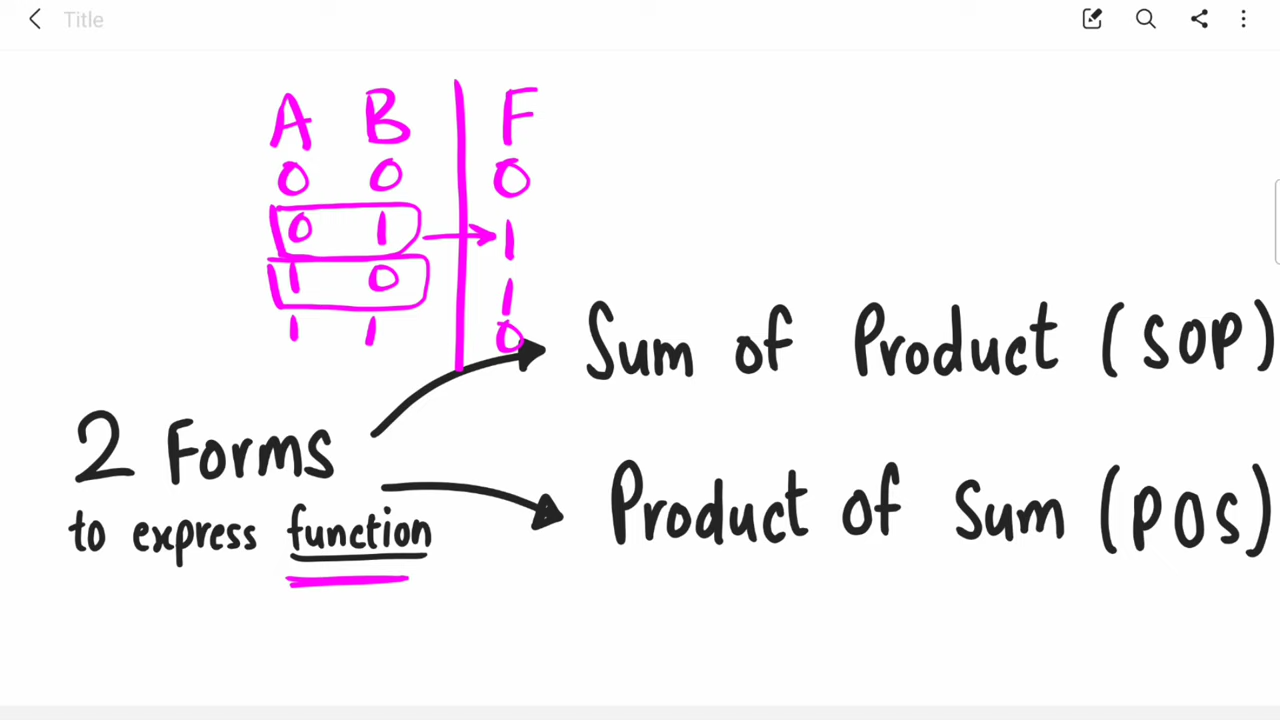 Title
A B F
0 0 0
0 1 1
1 0 1
1 1 0
Sum of Product (SOP)
2 Forms
to express function
Product of Sum (POS)